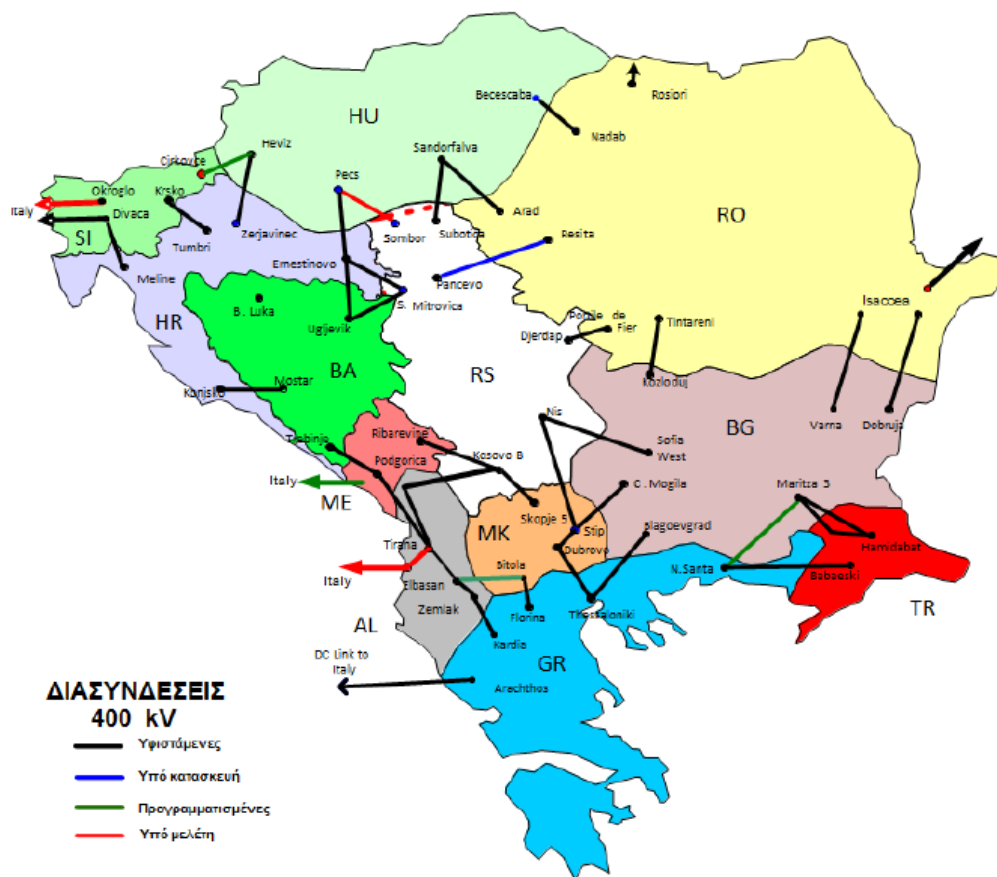 Rosiori
Becescaba
HU
Nadab
Heviz
Sandorfalva
Cirkovce
Pecs
Okroglo
Krsko
Italy
Divaca
Arad
RO
SI
Tumbri
Zerjavinec
Sombor
Subotica
Resita
Meline
Ernestinovo
Pancevo
B. Luka
S. Mitrovica
Isaccea
HR
Ugljevik
Portile de
Fier
Tintareni
Djerdap
BA
RS
Kozloduj
Konjsko
Mostar
Nis
Varna
Dobruja
BG
Trebinje
Ribarevine
Sofia
West
Podgorica
Kosovo B
Italy
C . Mogila
Maritza 3
ME
Skopje 5
MK
Stip
Blagoevgrad
Tirana
Dubrovo
Hamidabat
Italy
Elbasan
Bitola
N.Santa
Babaeski
Zemlak
Florina
Thessaloniki
TR
AL
Kardia
DC Link to
Italy
GR
Arachthos
ΔΙΑΣΥΝΔΕΣΕΙΣ
400 kV
Υφιστάμενες
Υπό κατασκευή
Προγραμματισμένες
Υπό μελέτη